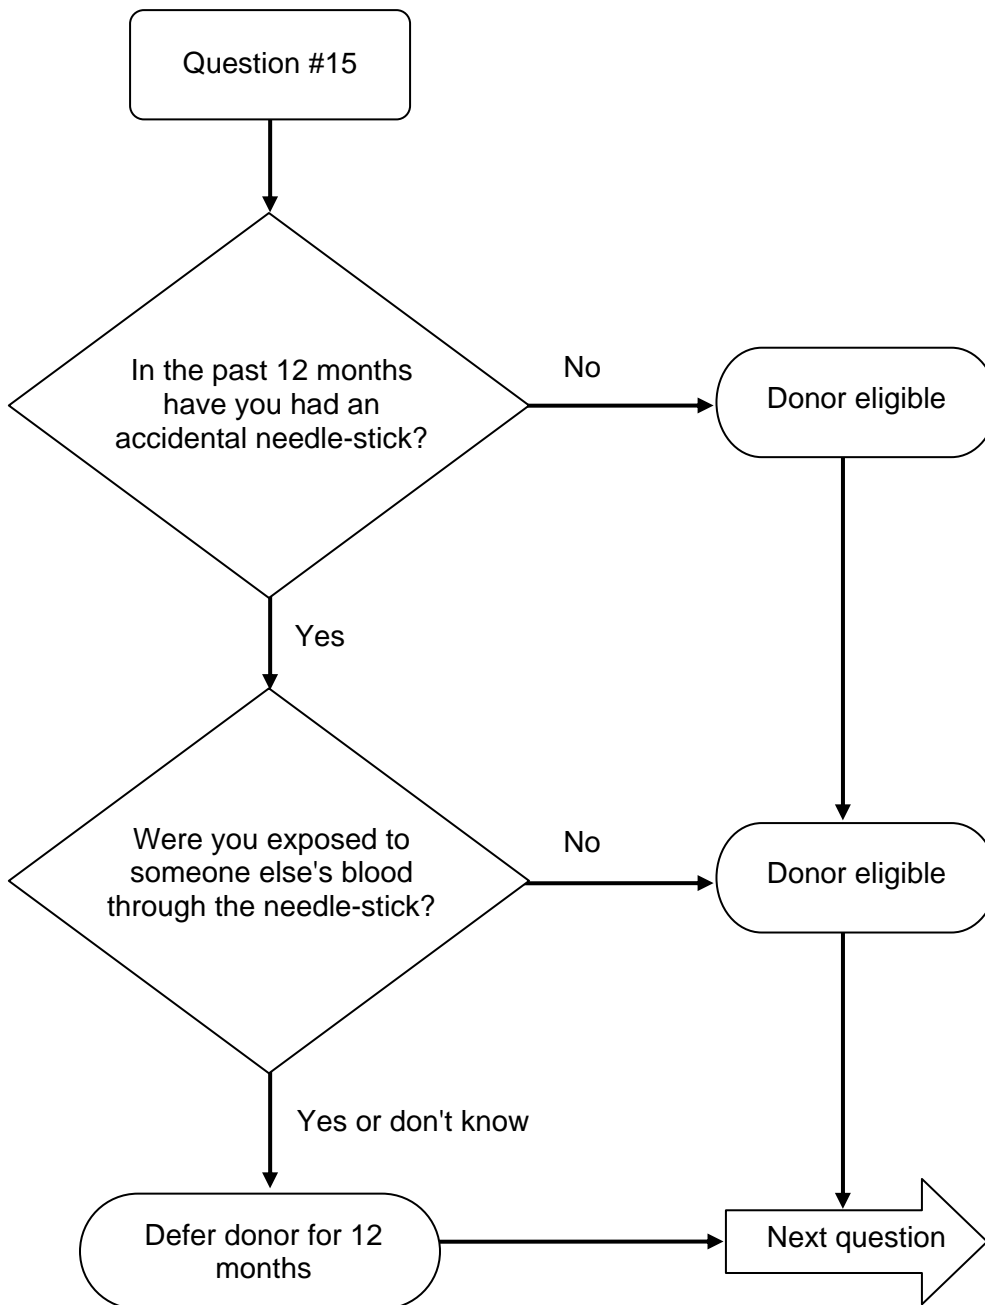 Question #15
In the past 12 months
have you had an
accidental needle-stick?
No
Donor eligible
Yes
Were you exposed to
someone else's blood
through the needle-stick?
No
Donor eligible
Yes or don't know
Defer donor for 12
months
Next question